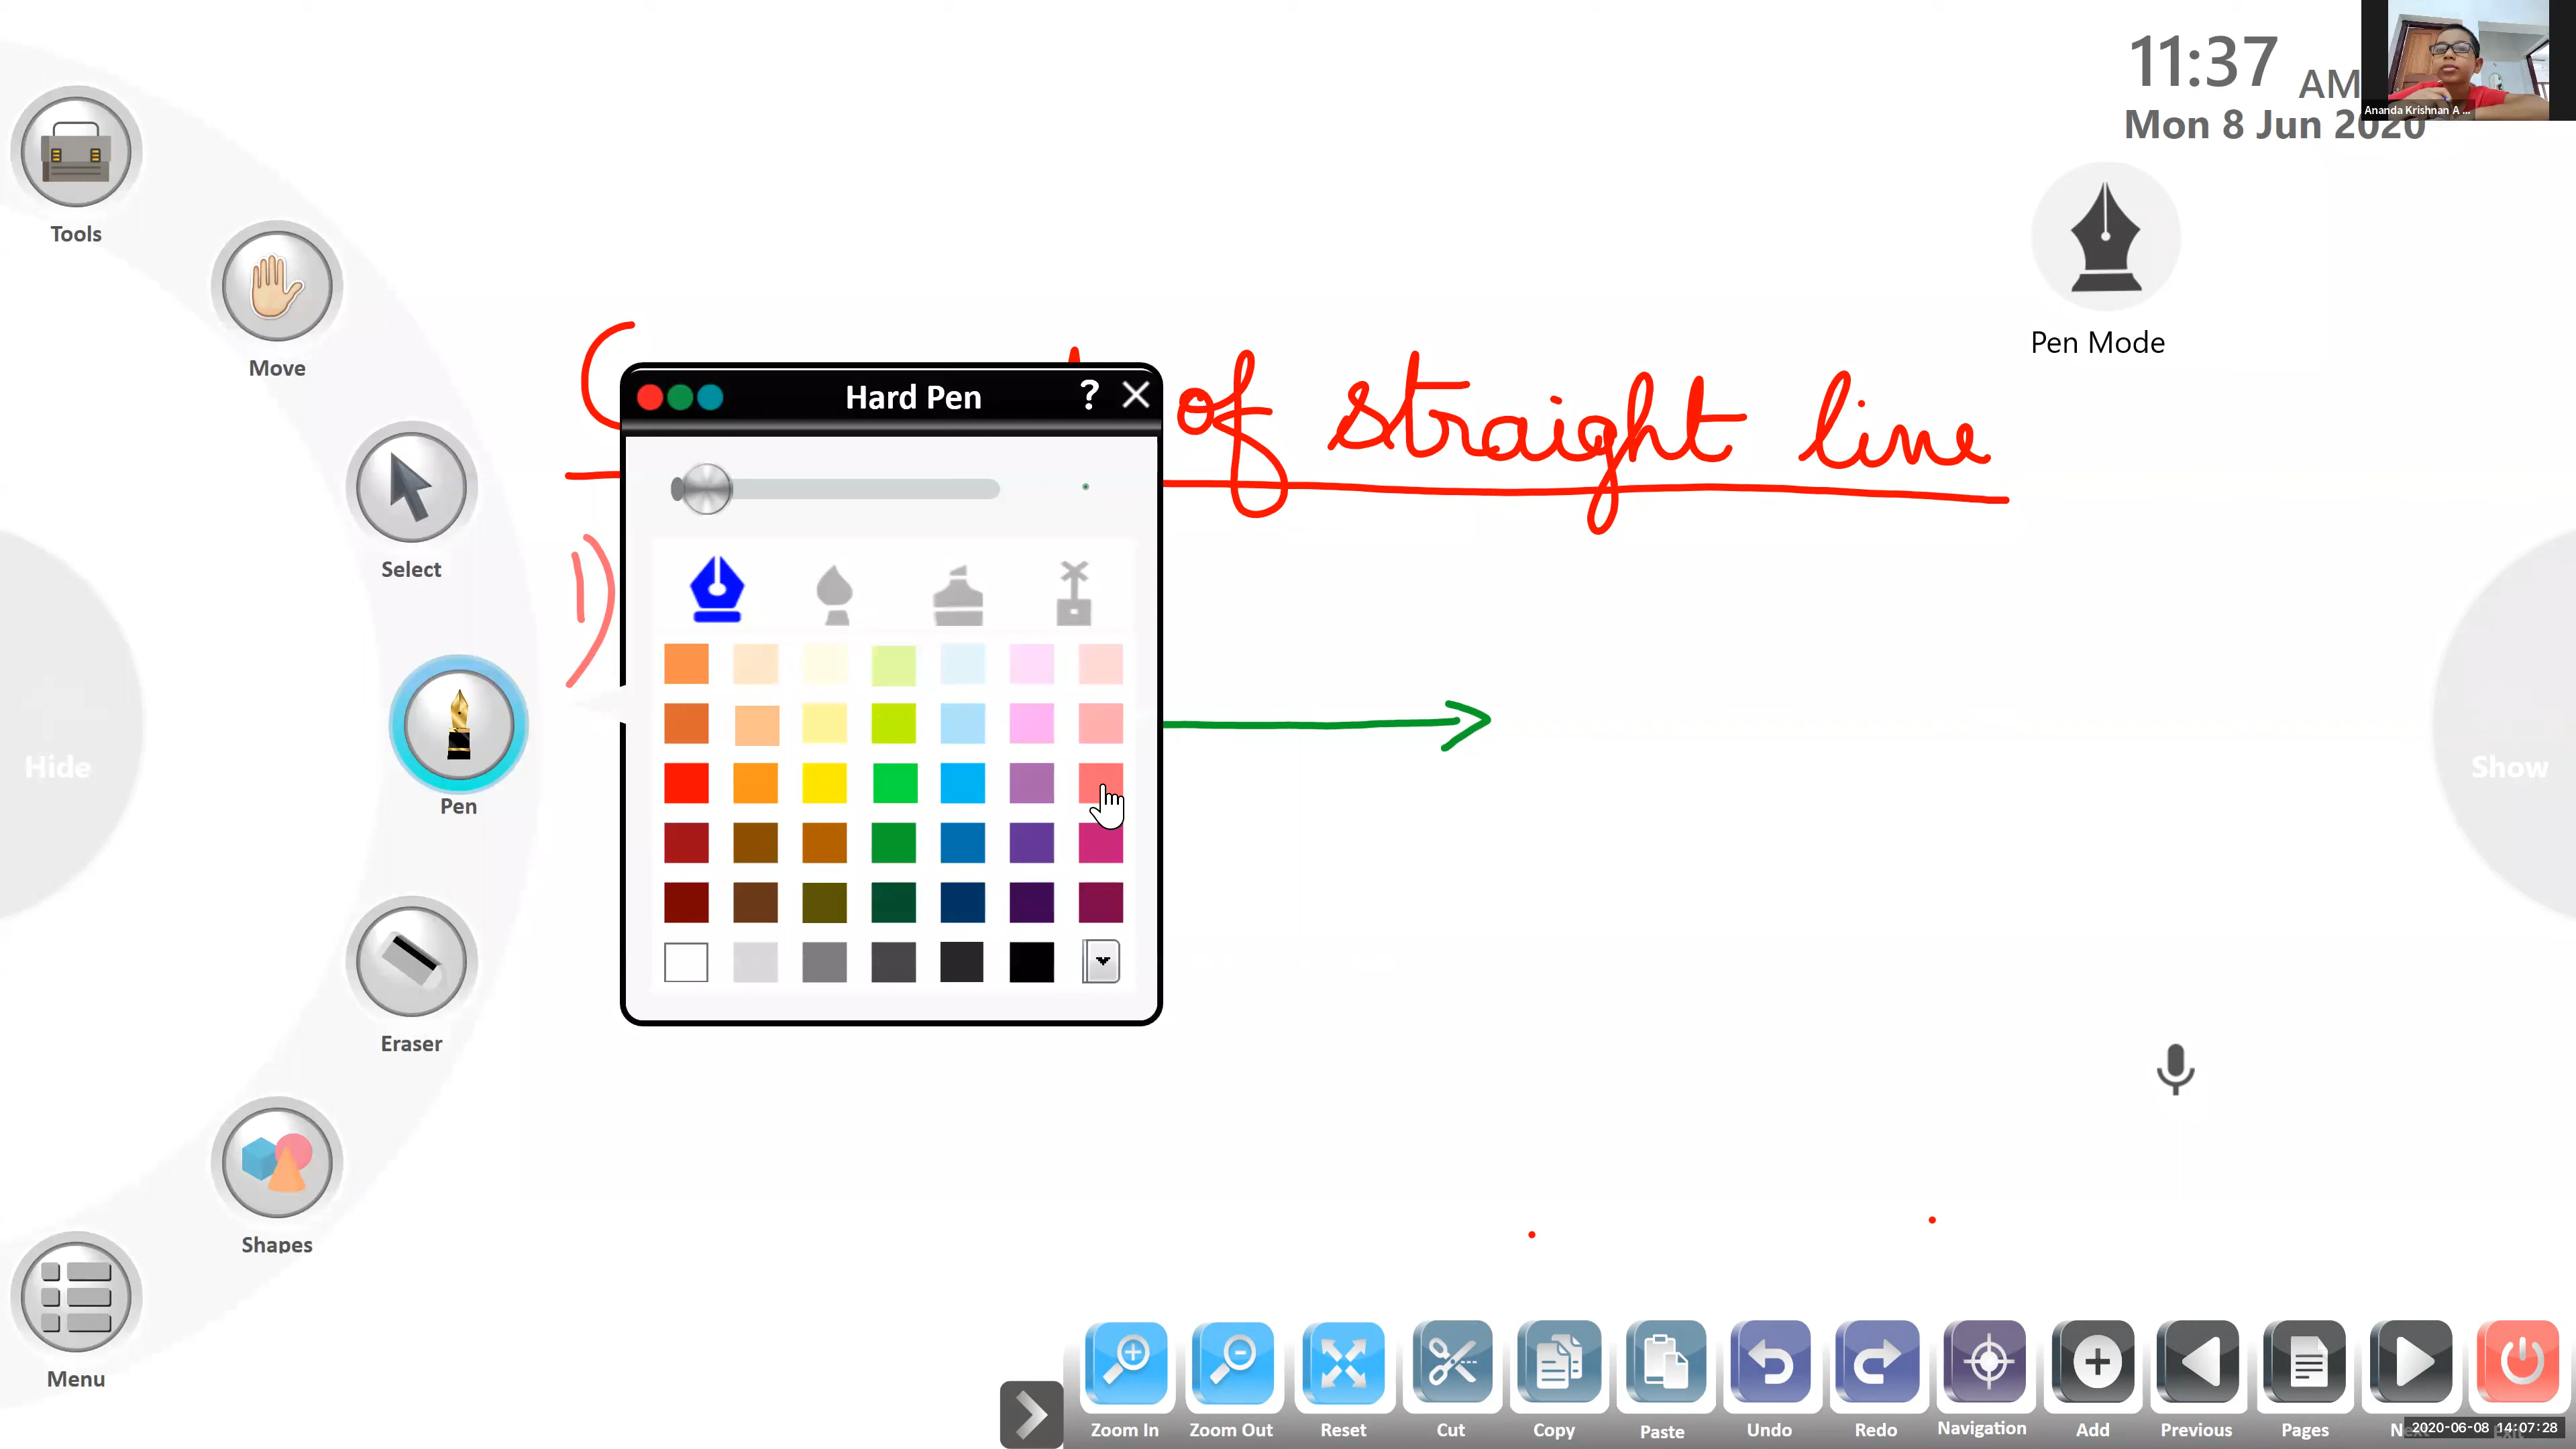 11:37 AM
Mon 8 Jun 2020
Ananda Krishnan A ...
Tools
Move
Pen Mode
Hard Pen ?
of straight line
Select
1)
Hide
Show
Pen
Eraser
Shapes
Menu
Zoom In Zoom Out Reset Cut Copy Paste Undo Redo Navigation Add Previous Pages
2020-06-08 14:07:28